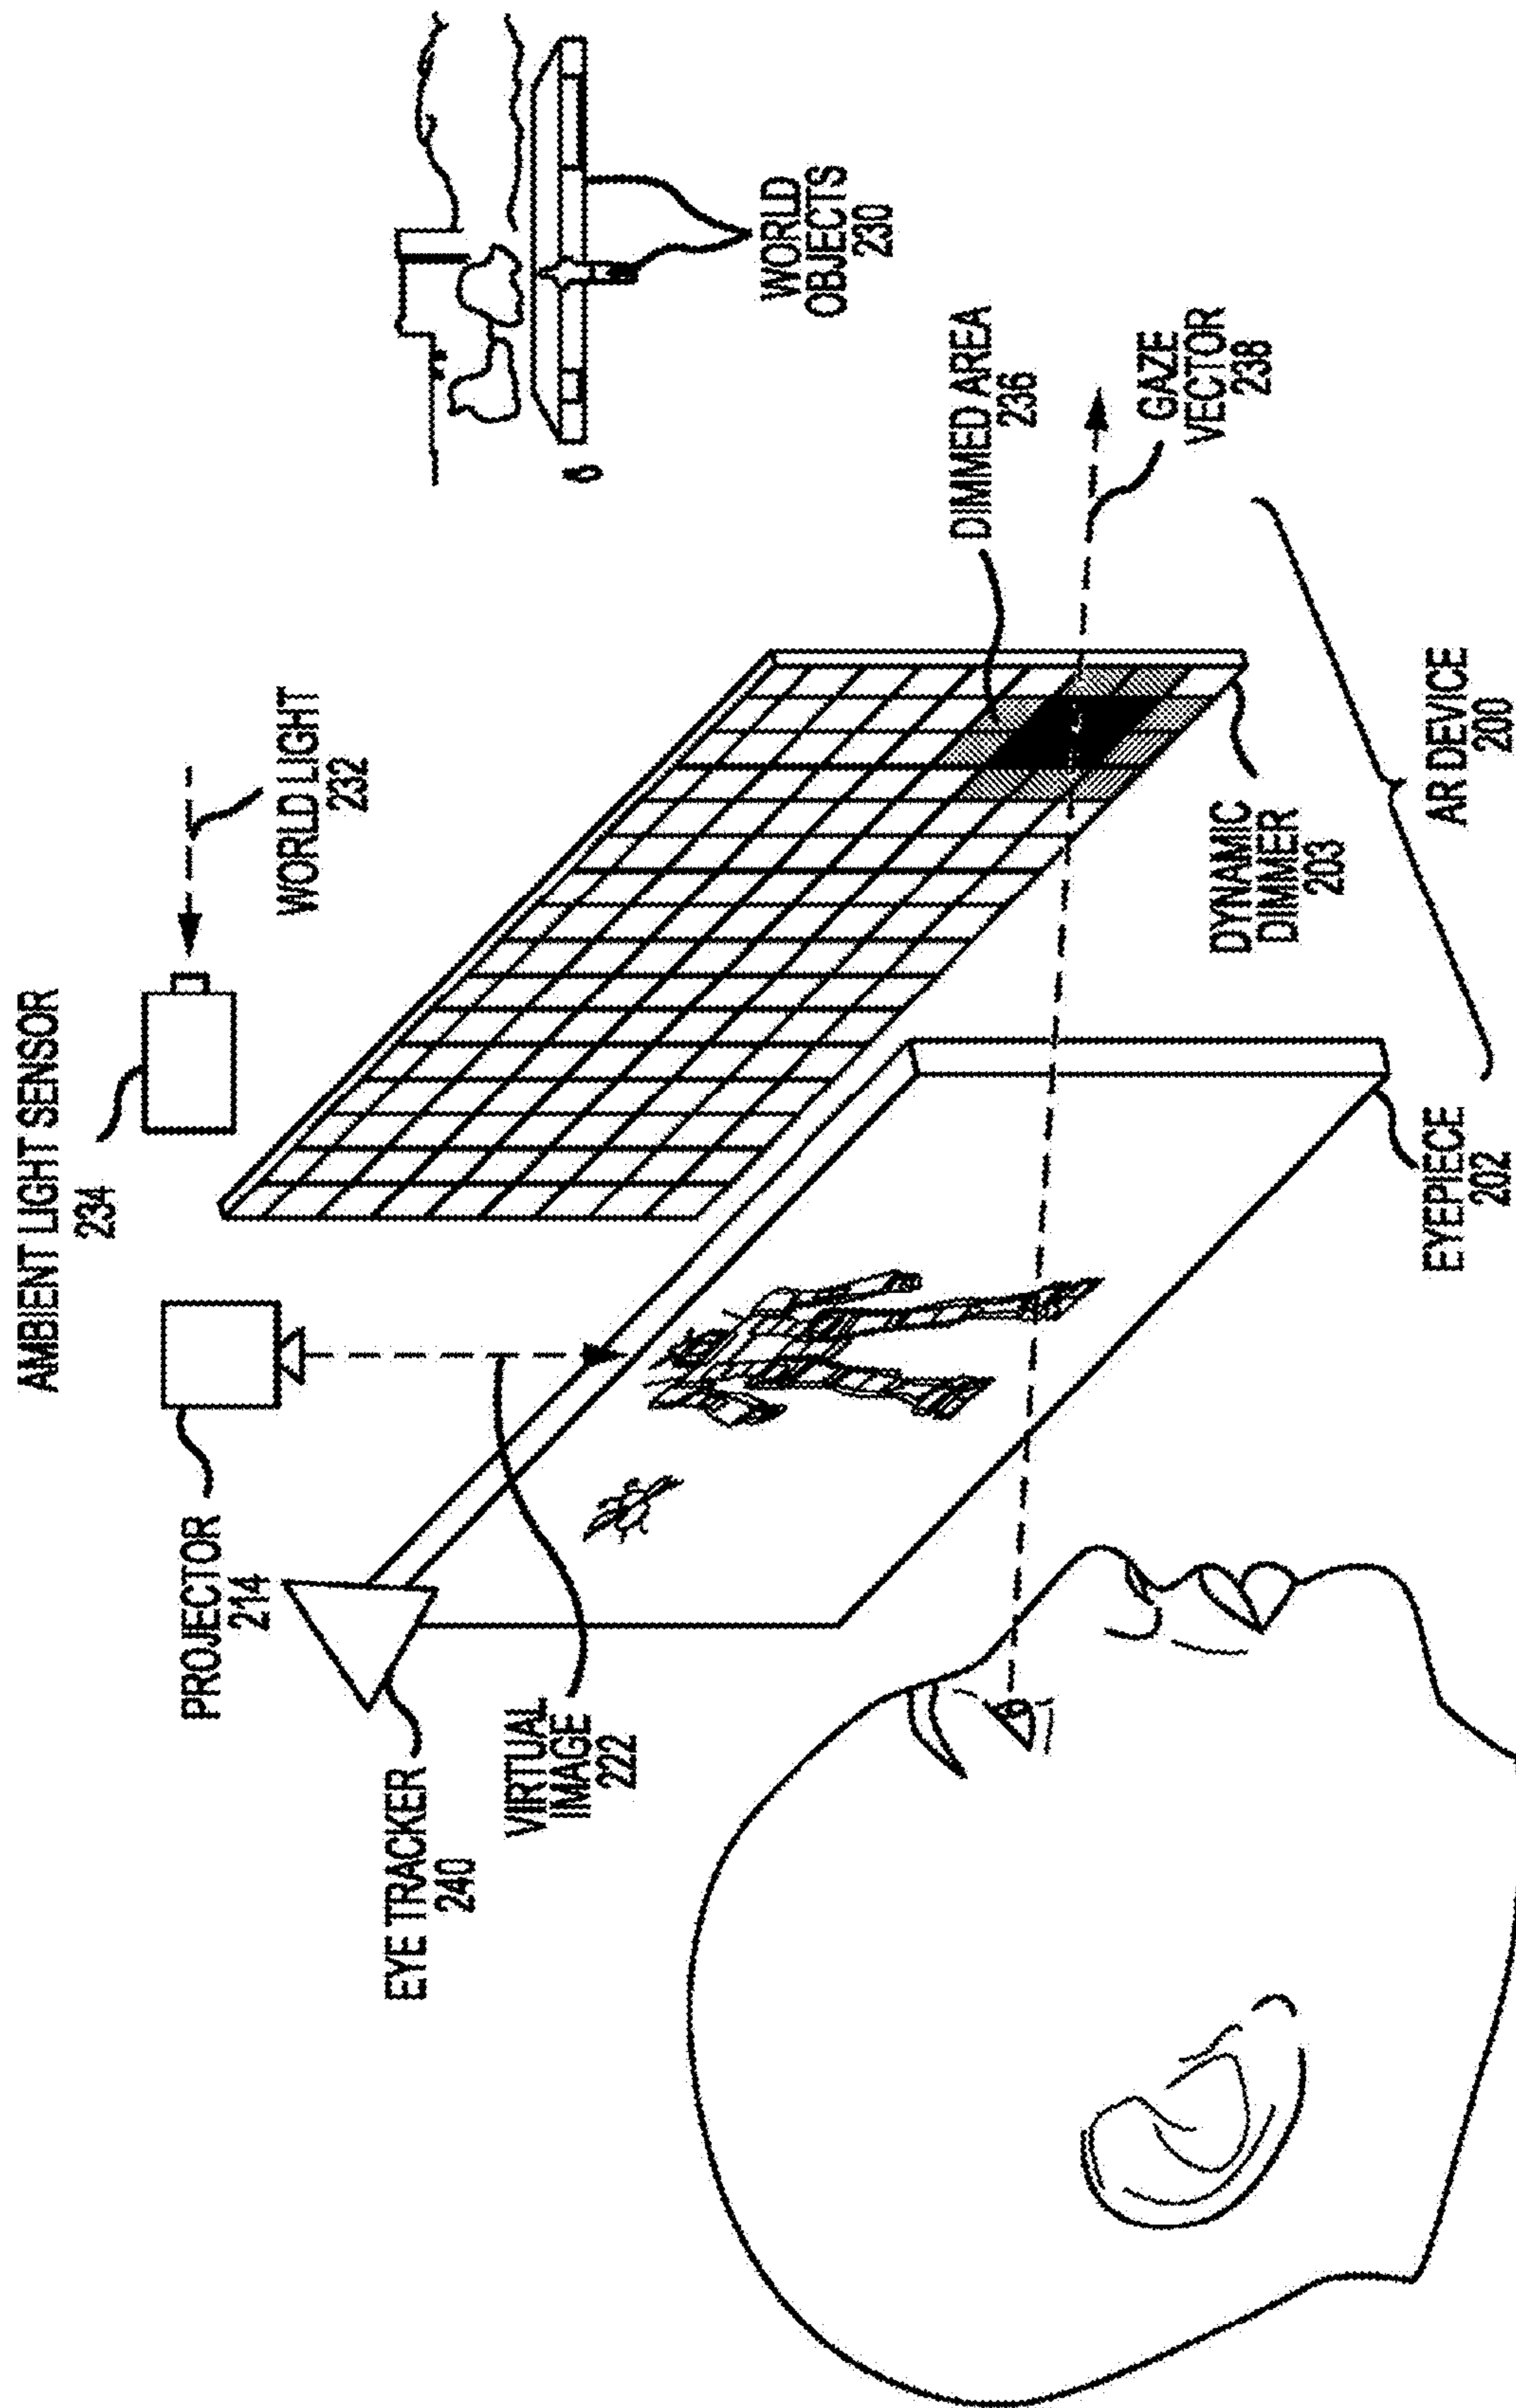 AMBIENT LIGHT SENSOR
234
WORLD LIGHT
232
PROJECTOR
214
EYE TRACKER
240
VIRTUAL
IMAGE
222
WORLD
OBJECTS
230
DIMMED AREA
236
GAZE
VECTOR
238
DYNAMIC
DIMMER
203
EYEPIECE
202
AR DEVICE
200